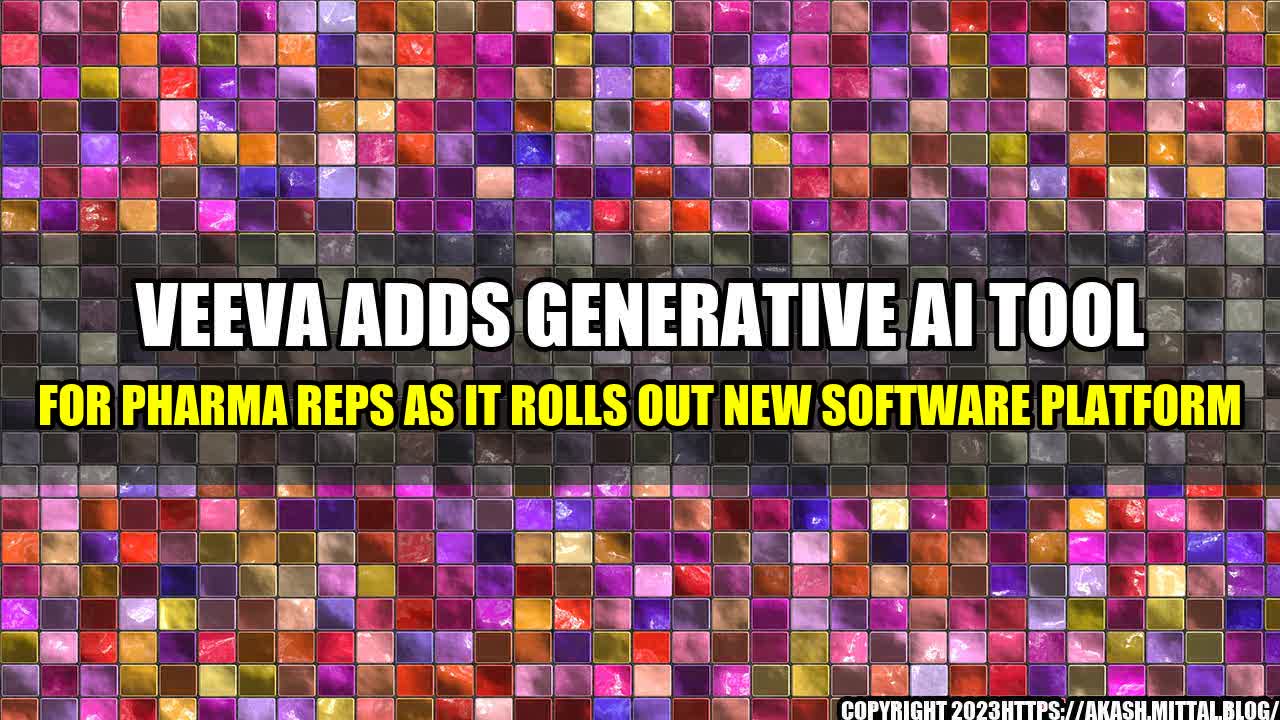 VEEVA ADDS GENERATIVE AI TOOL
FOR PHARMA REPS AS IT ROLLS OUT NEW SOFTWARE PLATFORM
COPYRIGHT 2023HTTPS://AKASH.MITTAL.BLOG/